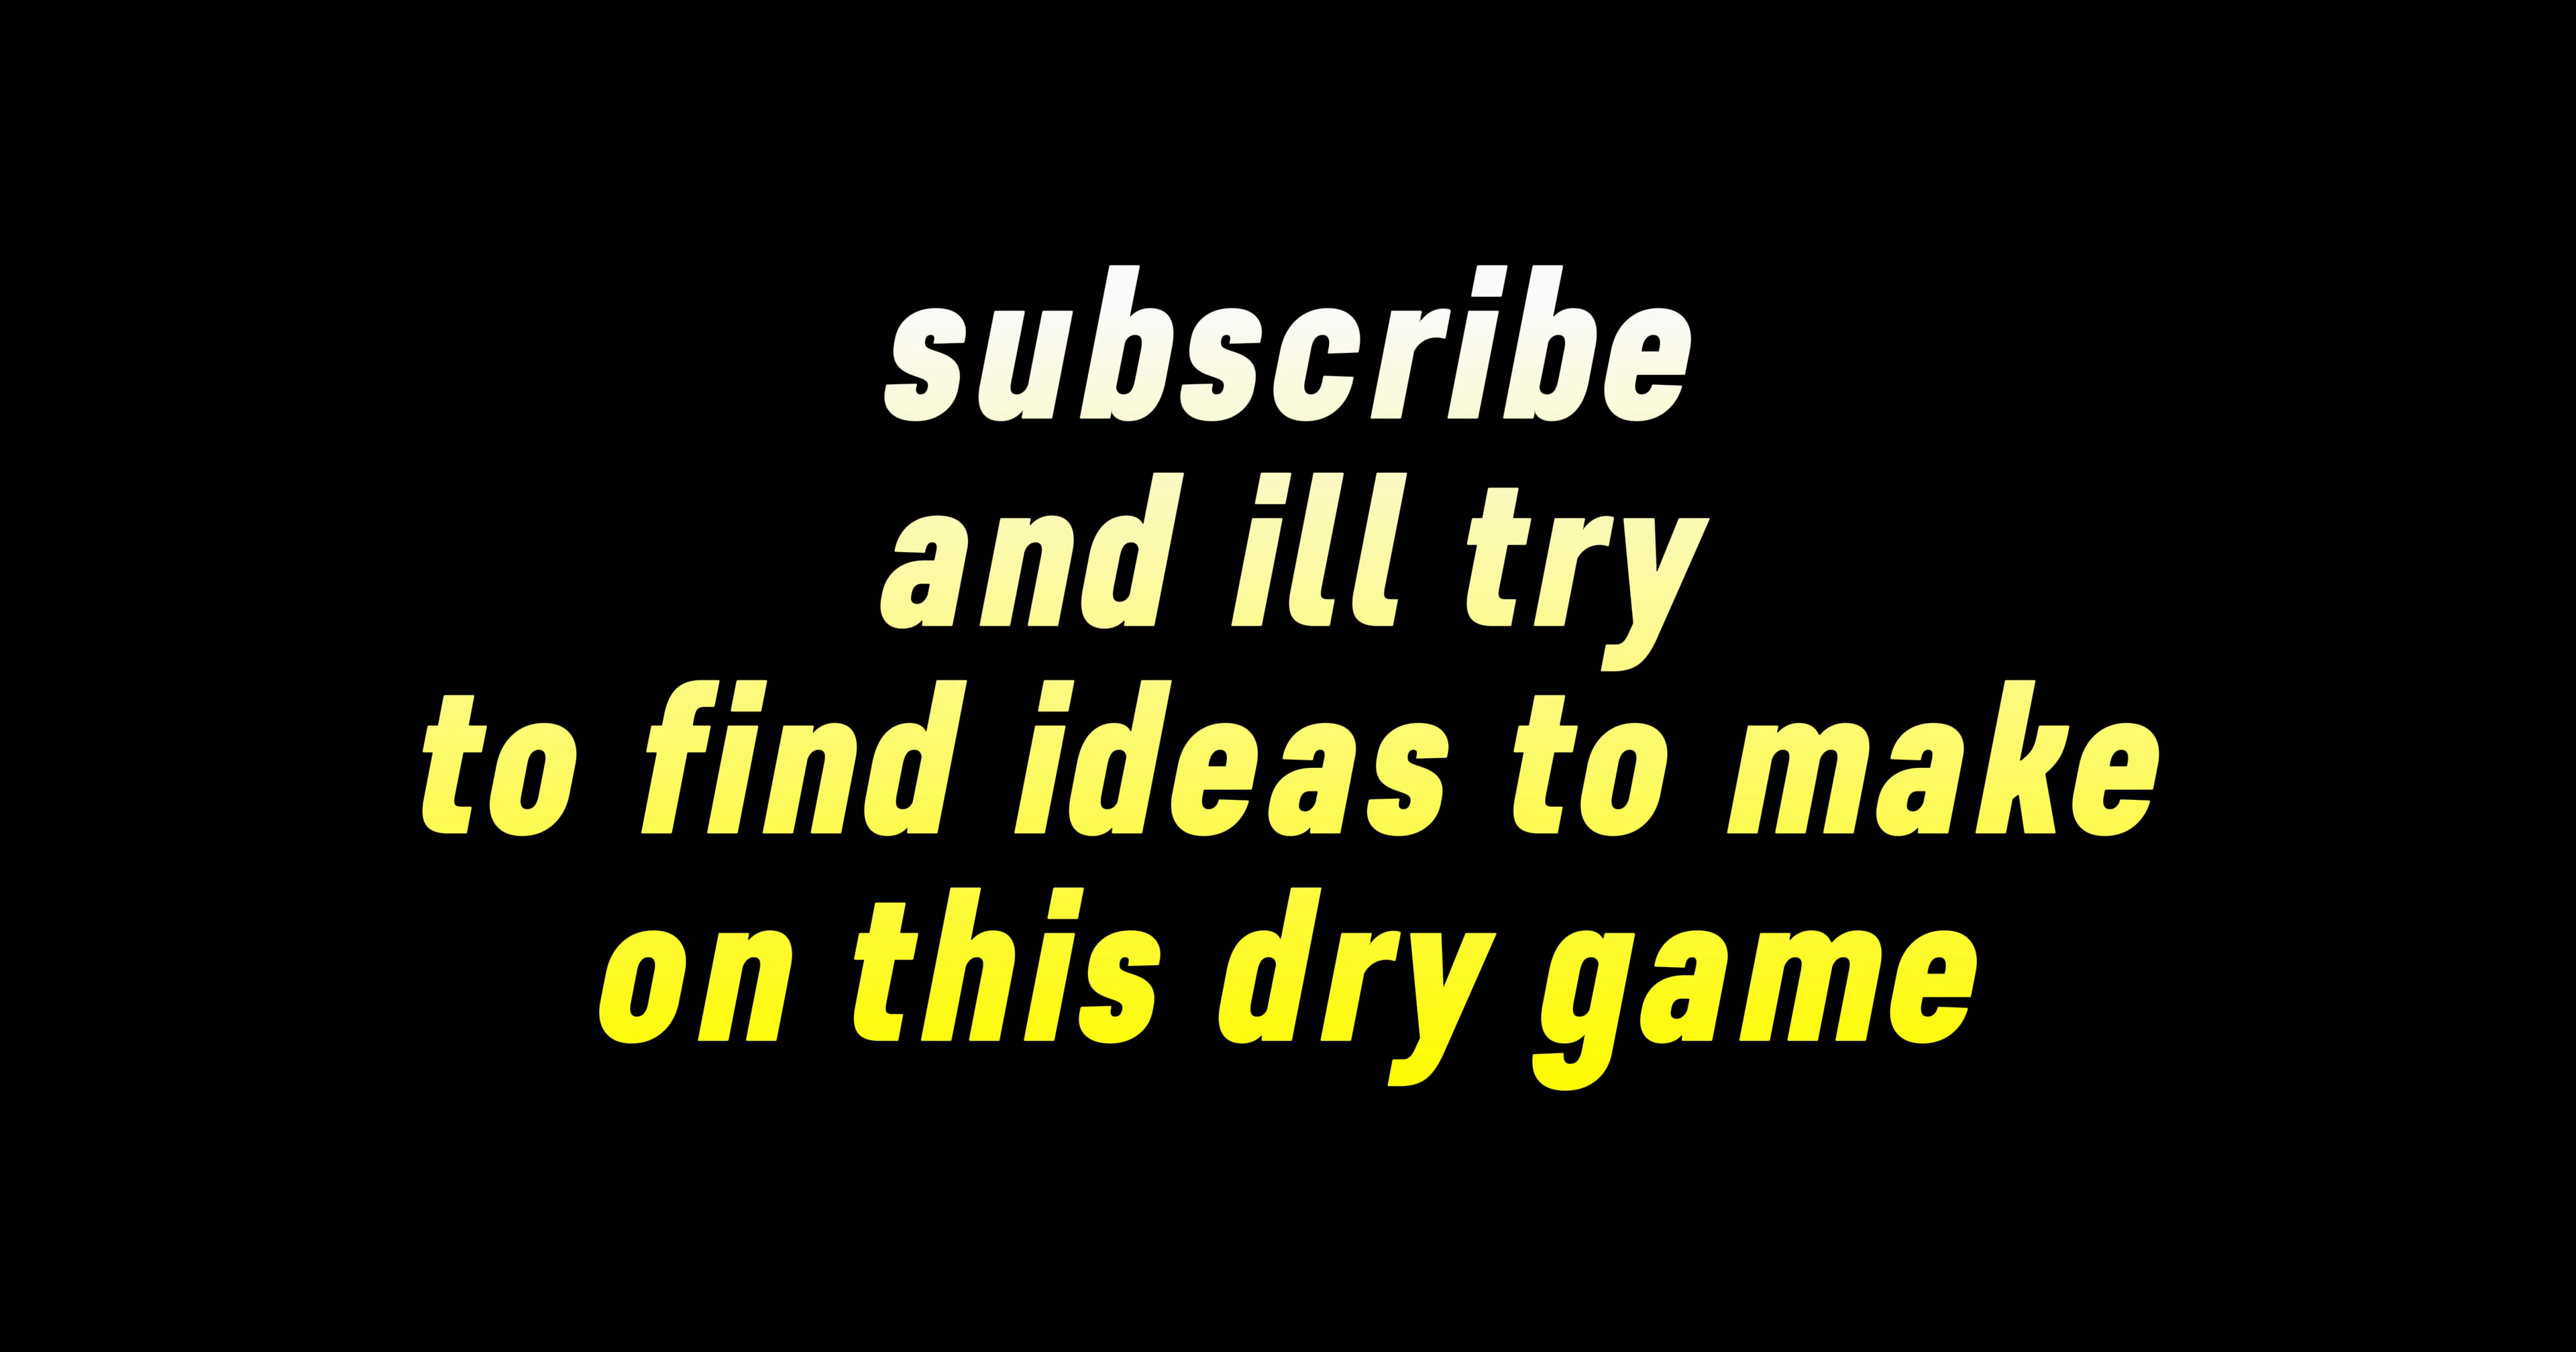 subscribe
and ill try
to find ideas to make
on this dry game